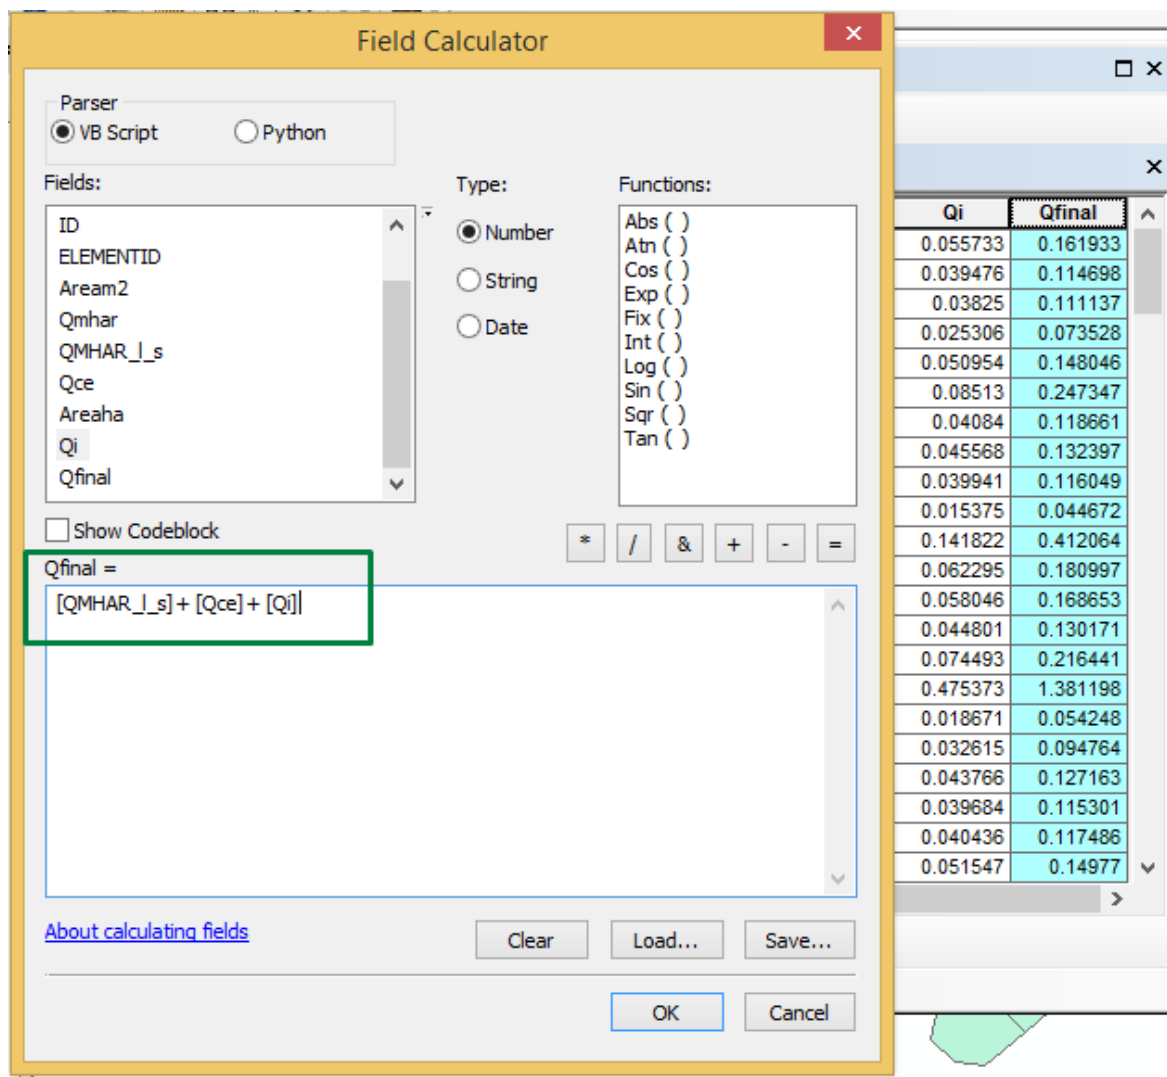 Field Calculator
Parser
VB Script Python
Fields:
ID
ELEMENTID
Aream2
Qmhar
QMHAR_l_s
Qce
Areaha
Qi
Qfinal
Type:
Number
String
Date
Functions:
Abs ( )
Atn ( )
Cos ( )
Exp ( )
Fix ( )
Int ( )
Log ( )
Sin ( )
Sqr ( )
Tan ( )
Show Codeblock
* / & + - =
Qfinal =
[QMHAR_l_s]+ [Qce]+ [Qi]
About calculating fields
Clear Load... Save...
OK Cancel
Qi Qfinal
0.055733 0.161933
0.039476 0.114698
0.03825 0.111137
0.025306 0.073528
0.050954 0.148046
0.08513 0.247347
0.04084 0.118661
0.045568 0.132397
0.039941 0.116049
0.015375 0.044672
0.141822 0.412064
0.062295 0.180997
0.058046 0.168653
0.044801 0.130171
0.074493 0.216441
0.475373 1.381198
0.018671 0.054248
0.032615 0.094764
0.043766 0.127163
0.039684 0.115301
0.040436 0.117486
0.051547 0.14977